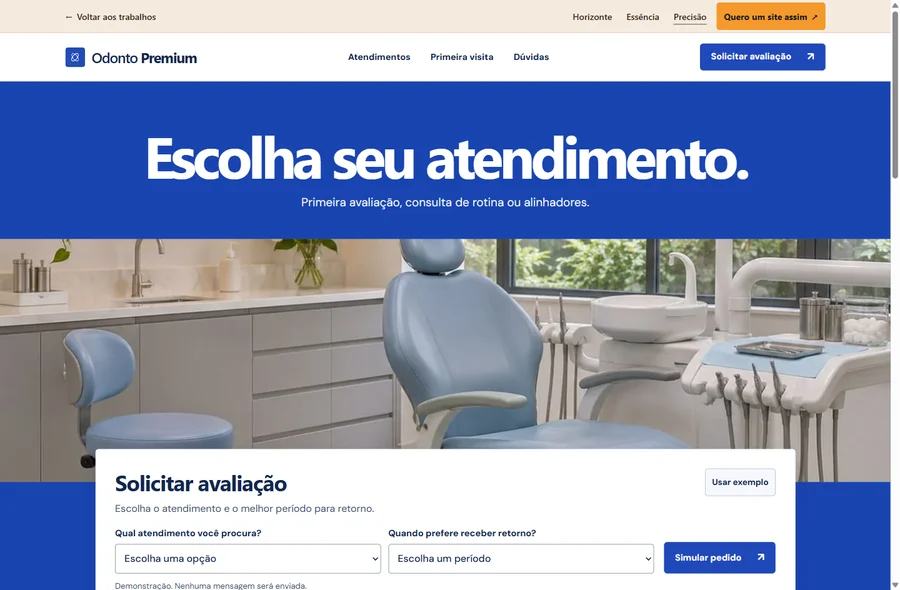 ← Voltar aos trabalhos
Horizonte Essência Precisão Quero um site assim ↗
Odonto Premium
Atendimentos Primeira visita Dúvidas
Solicitar avaliação ↗
Escolha seu atendimento.
Primeira avaliação, consulta de rotina ou alinhadores.
Solicitar avaliação
Usar exemplo
Escolha o atendimento e o melhor período para retorno.
Qual atendimento você procura? Quando prefere receber retorno?
Escolha uma opção Escolha um período Simular pedido ↗
Demonstração. Nenhuma mensagem será enviada.